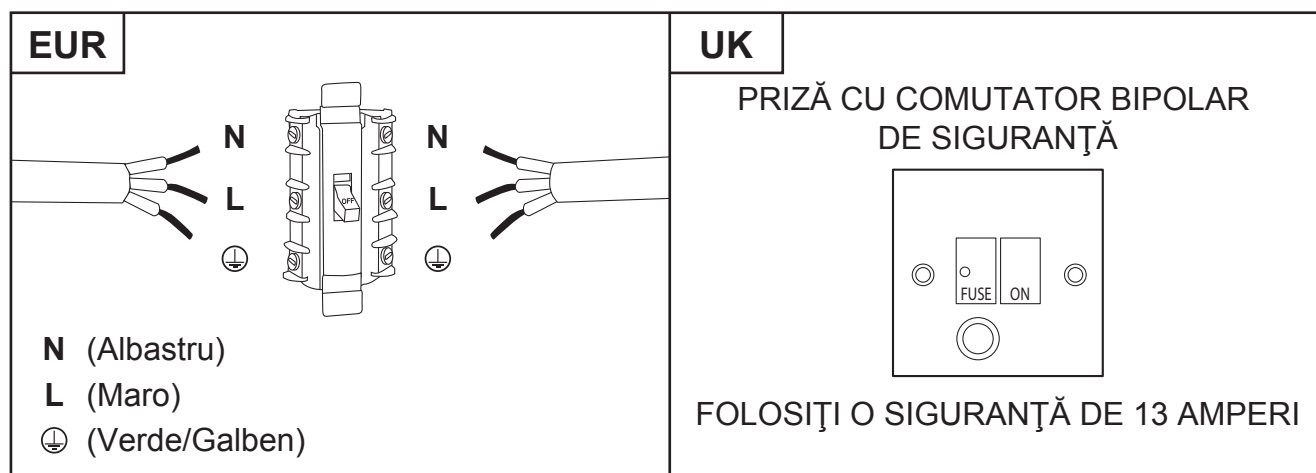 EUR
N
N
L
OFF
L
N (Albastru)
L (Maro)
(Verde/Galben)
UK
PRIZĂ CU COMUTATOR BIPOLAR
DE SIGURANŢĂ
FUSE ON
FOLOSIŢI O SIGURANŢĂ DE 13 AMPERI